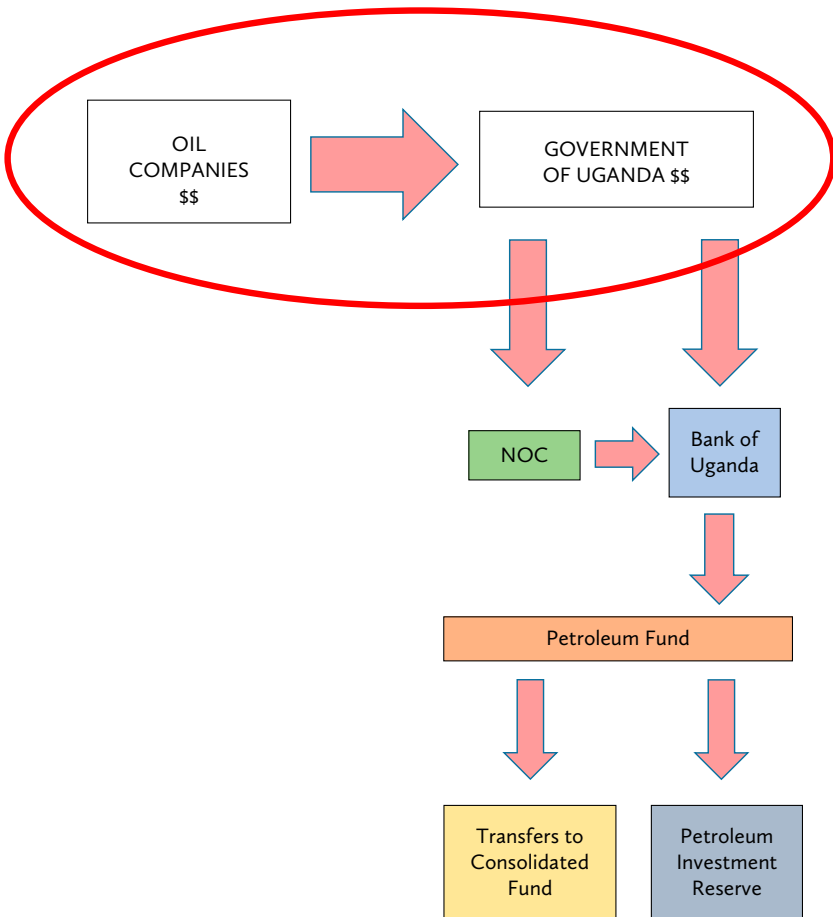 OIL
COMPANIES
$$
GOVERNMENT
OF UGANDA $$
NOC
Bank of
Uganda
Petroleum Fund
Transfers to
Consolidated
Fund
Petroleum
Investment
Reserve